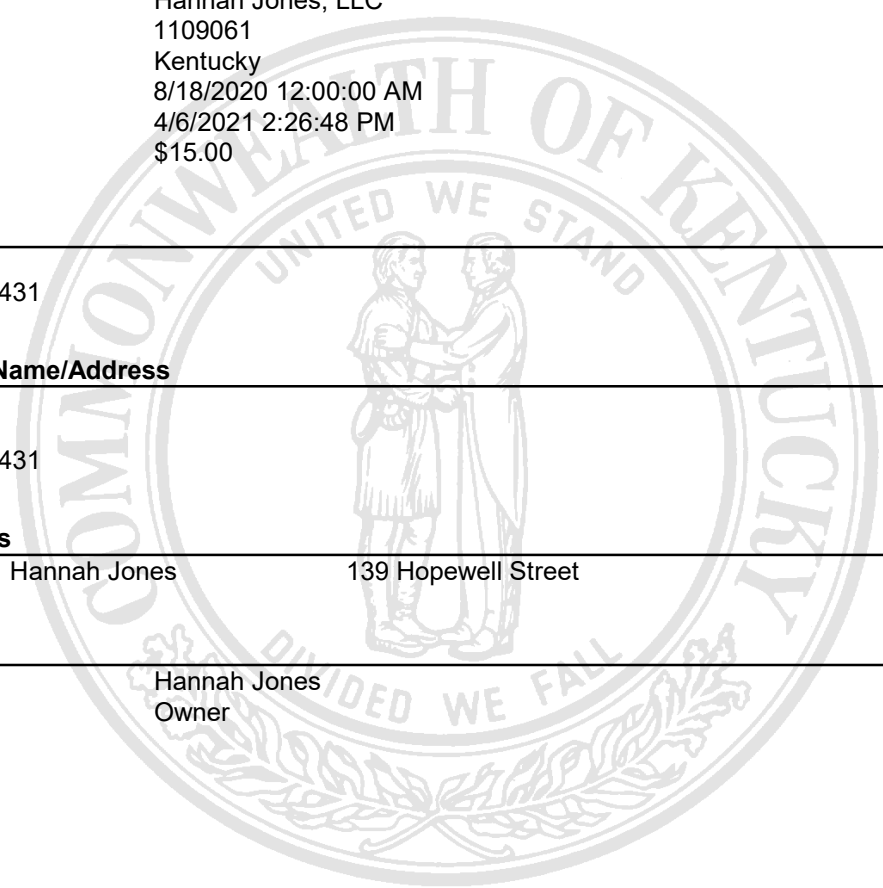 Hannah Jones, LLC
1109061
Kentucky
8/18/2020 12:00:00 AM
4/6/2021 2:26:48 PM
$15.00
431
Name/Address
431
s
Hannah Jones 139 Hopewell Street
Hannah Jones
Owner
COMMONWEALTH OF KENTUCKY
UNITED WE STAND
DIVIDED WE FALL